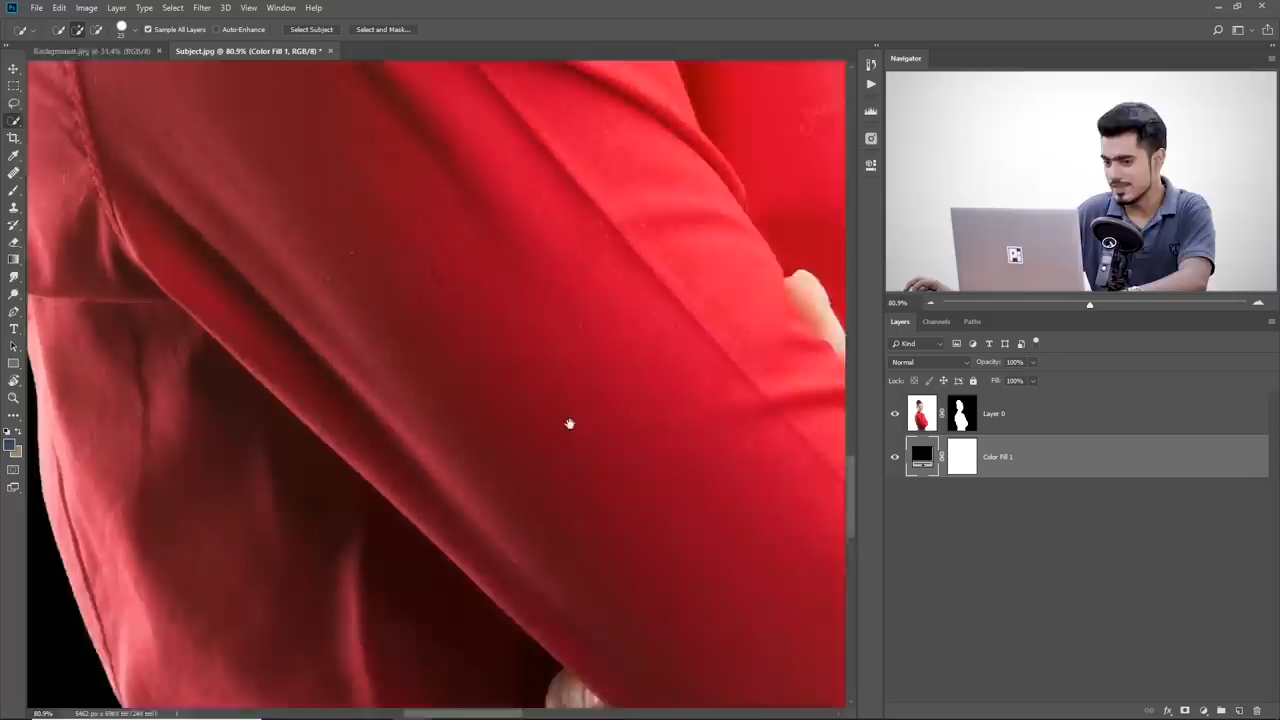 Ps File Edit Image Layer Type Select Filter 3D View Window Help
23 Sample All Layers Auto-Enhance Select Subject Select and Mask...
Background.jpg @ 31.4% (RGB/8) × Subject.jpg @ 80.9% (Color Fill 1, RGB/8) * ×
Navigator
80.9%
Layers Channels Paths
Kind
Normal Opacity: 100%
Lock: Fill: 100%
Layer 0
Color Fill 1
80.9%